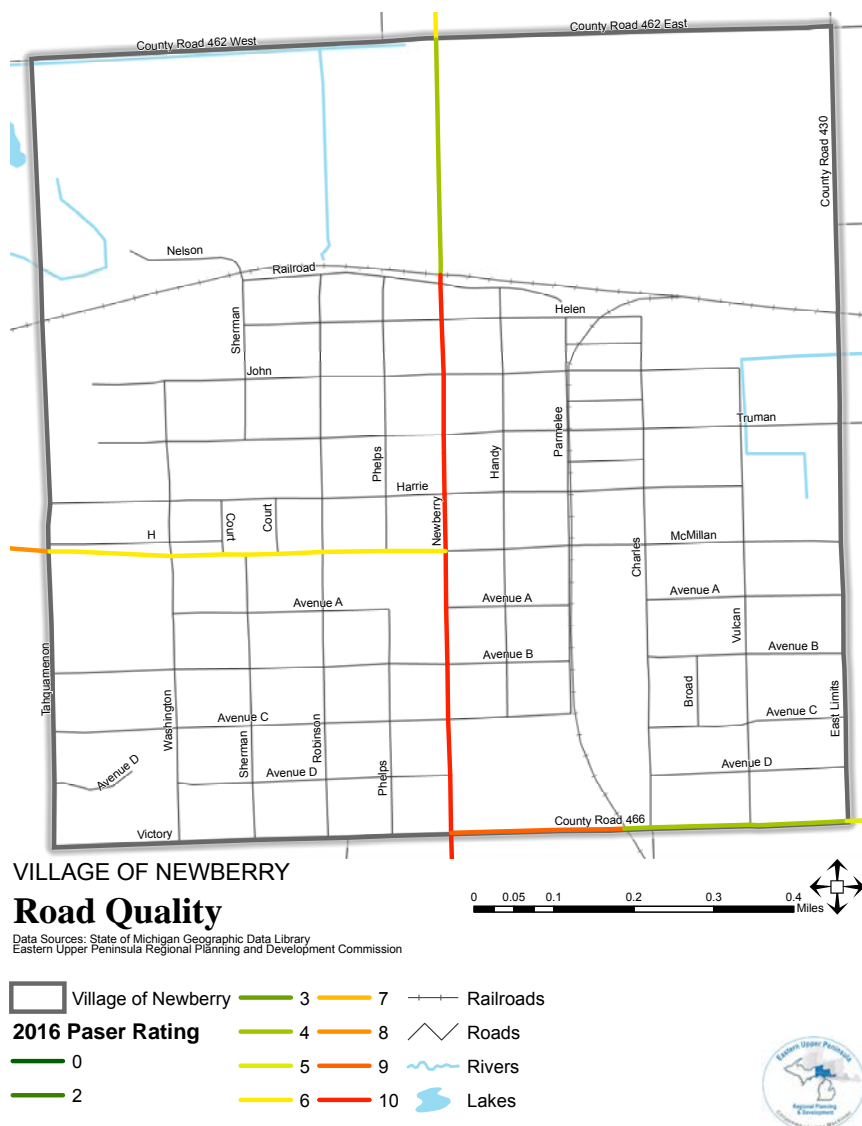 County Road 462 West
County Road 462 East
County Road 430
Nelson
Railroad
Helen
Sherman
John
Truman
Parmelee
Phelps
Handy
Harrie
Newberry
Court
Court
H
McMillan
Charles
Avenue A
Avenue A
Avenue A
Vulcan
Avenue B
Avenue B
Tahquamenon
Washington
Broad
East Limits
Avenue C
Avenue C
Sherman
Robinson
Avenue D
Avenue D
Avenue D
Phelps
Victory
County Road 466
VILLAGE OF NEWBERRY
Road Quality
Data Sources: State of Michigan Geographic Data Library
Eastern Upper Peninsula Regional Planning and Development Commission
0 0.05 0.1 0.2 0.3 0.4
Miles
Village of Newberry
2016 Paser Rating
0
2
3
4
5
6
7
8
9
10
Railroads
Roads
Rivers
Lakes
Eastern Upper Peninsula
Regional Planning
& Development